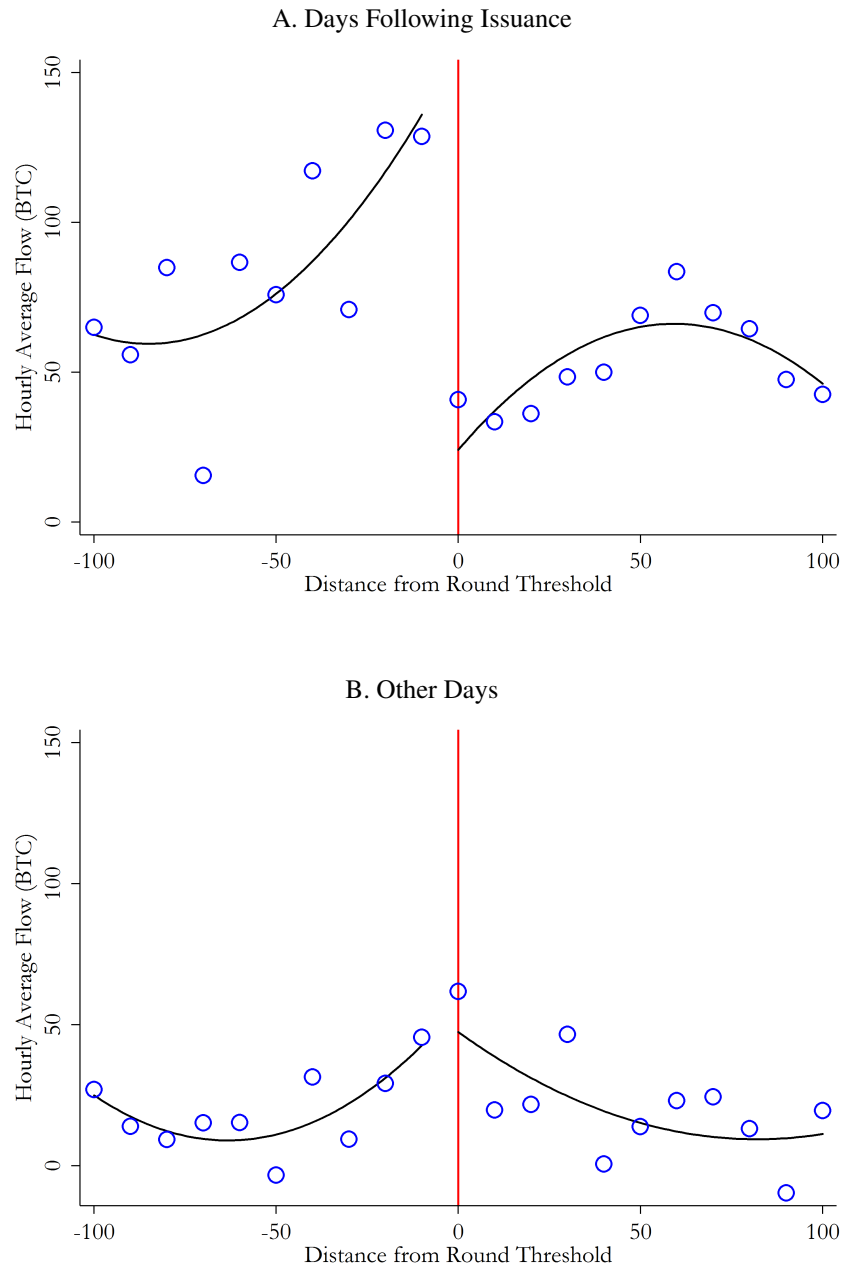 A. Days Following Issuance
Hourly Average Flow (BTC)
150
100
50
0
-100 -50 0 50 100
Distance from Round Threshold
B. Other Days
Hourly Average Flow (BTC)
150
100
50
0
-100 -50 0 50 100
Distance from Round Threshold